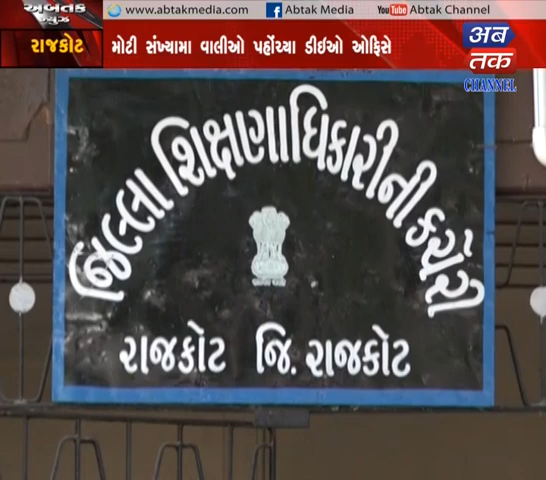 અબતક ન્યુઝ
www.abtakmedia.com Abtak Media YouTube Abtak Channel
રાજકોટ મોટી સંખ્યામા વાલીઓ પહોંચ્યા ડીઇઓ ઓફિસે
અબ તક CHANNEL
જિલ્લા શિક્ષણાધિકારીની કચેરી
રાજકોટ જિ. રાજકોટ